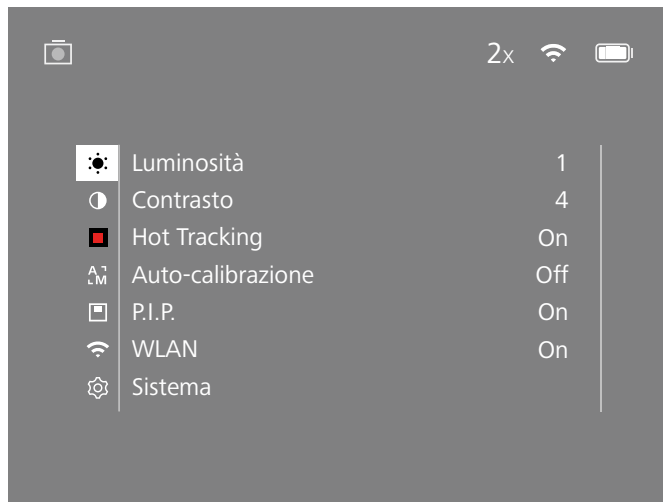 2x
Luminosità 1
Contrasto 4
Hot Tracking On
Auto-calibrazione Off
P.I.P. On
WLAN On
Sistema